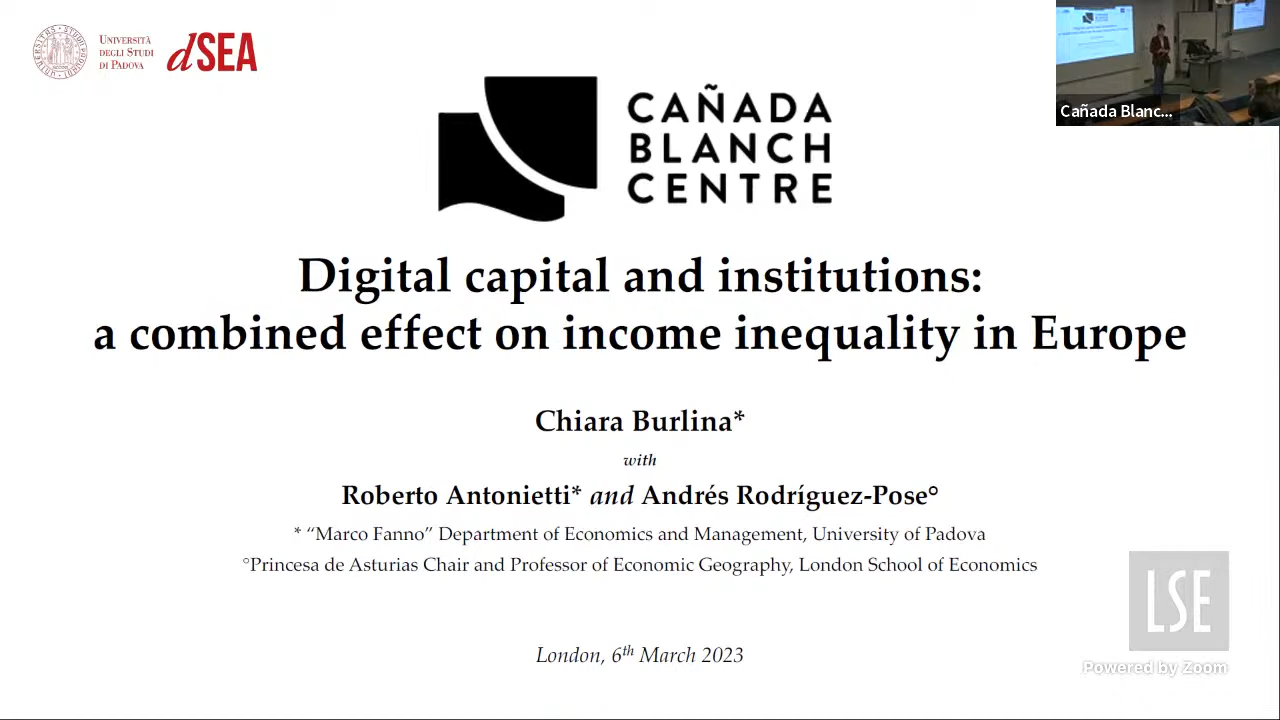 UNIVERSITÀ
DEGLI STUDI
DI PADOVA
dSEA
CAÑADA
BLANCH
CENTRE
Cañada Blanc...
Digital capital and institutions:
a combined effect on income inequality in Europe
Chiara Burlina*
with
Roberto Antonietti* and Andrés Rodríguez-Pose°
* “Marco Fanno” Department of Economics and Management, University of Padova
°Princesa de Asturias Chair and Professor of Economic Geography, London School of Economics
LSE
Powered by Zoom
London, 6th March 2023